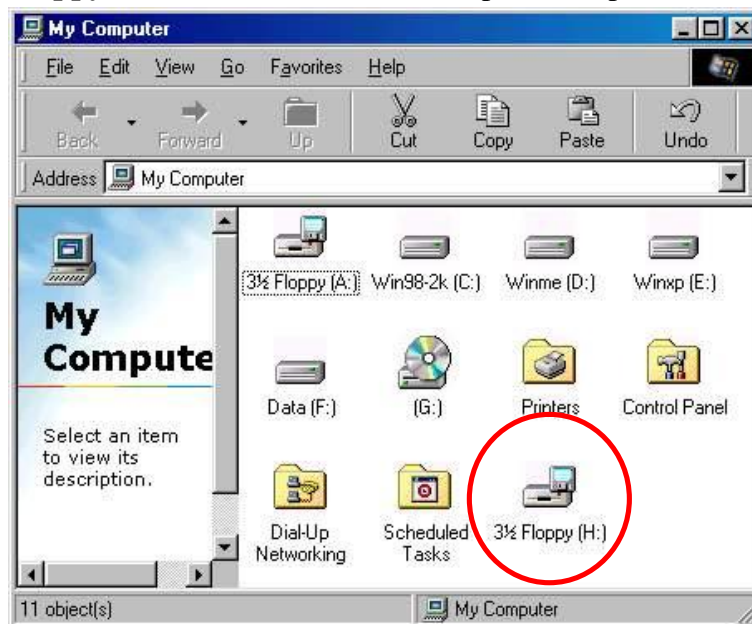 My Computer
File Edit View Go Favorites Help
Back Forward Up Cut Copy Paste Undo
Address My Computer
3½ Floppy (A:) Win98-2k (C:) Winme (D:) Winxp (E:)
My
Compute
Data (F:) (G:) Printers Control Panel
Select an item
to view its
description.
Dial-Up
Networking
Scheduled
Tasks
3½ Floppy (H:)
11 object(s) My Computer